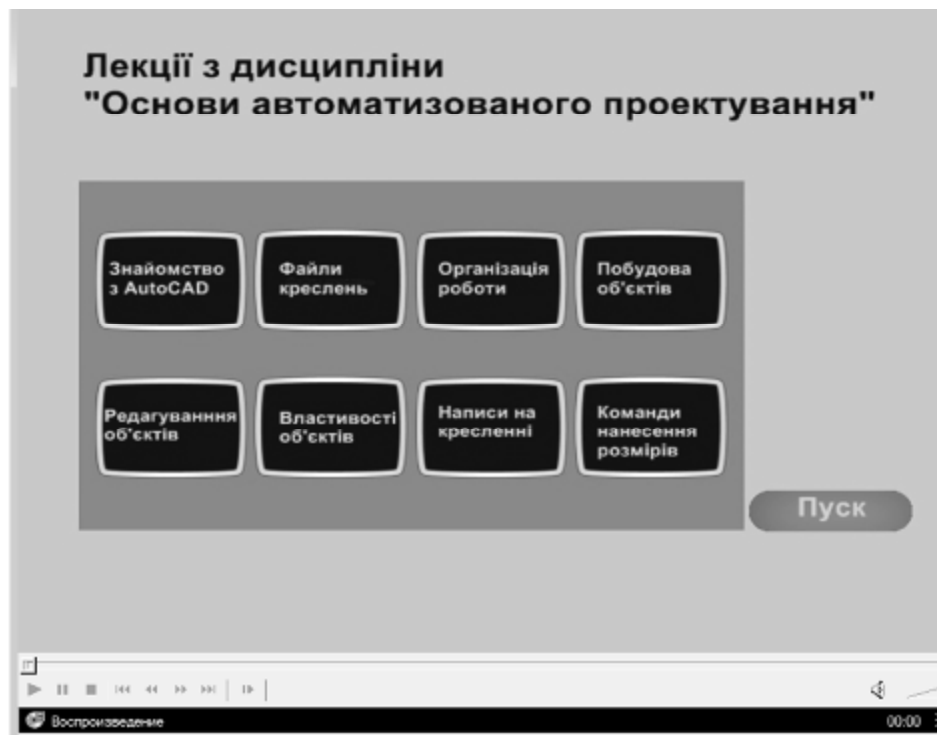 Лекції з дисципліни
"Основи автоматизованого проектування"
Знайомство
з AutoCAD
Файли
креслень
Організація
роботи
Побудова
об'єктів
Редагуванння
об'єктів
Властивості
об'єктів
Написи на
кресленні
Команди
нанесення
розмірів
Пуск
Воспроизведение
00:00